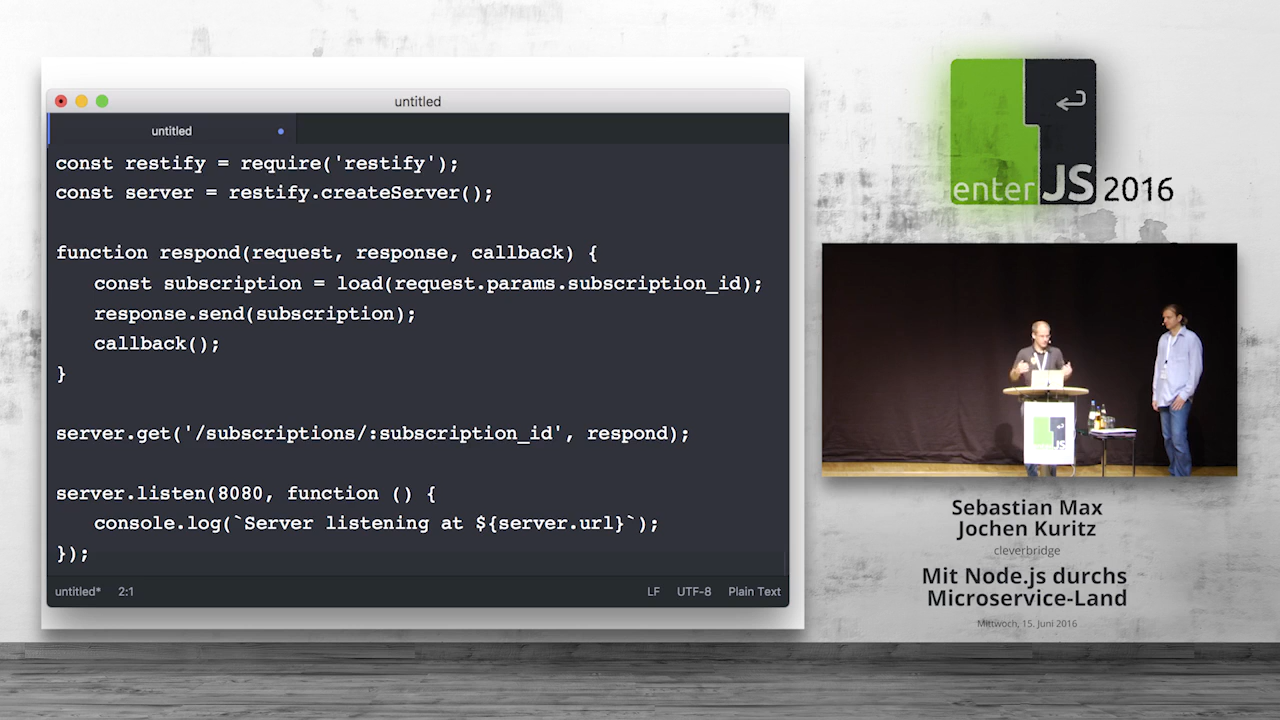 untitled
untitled
const restify = require('restify');
const server = restify.createServer();
function respond(request, response, callback) {
const subscription = load(request.params.subscription_id);
response.send(subscription);
callback();
}
server.get('/subscriptions/:subscription_id', respond);
server.listen(8080, function () {
console.log(`Server listening at ${server.url}`);
});
untitled* 2:1 LF UTF-8 Plain Text
enter JS 2016
JS
Sebastian Max
Jochen Kuritz
cleverbridge
Mit Node.js durchs
Microservice-Land
Mittwoch, 15. Juni 2016